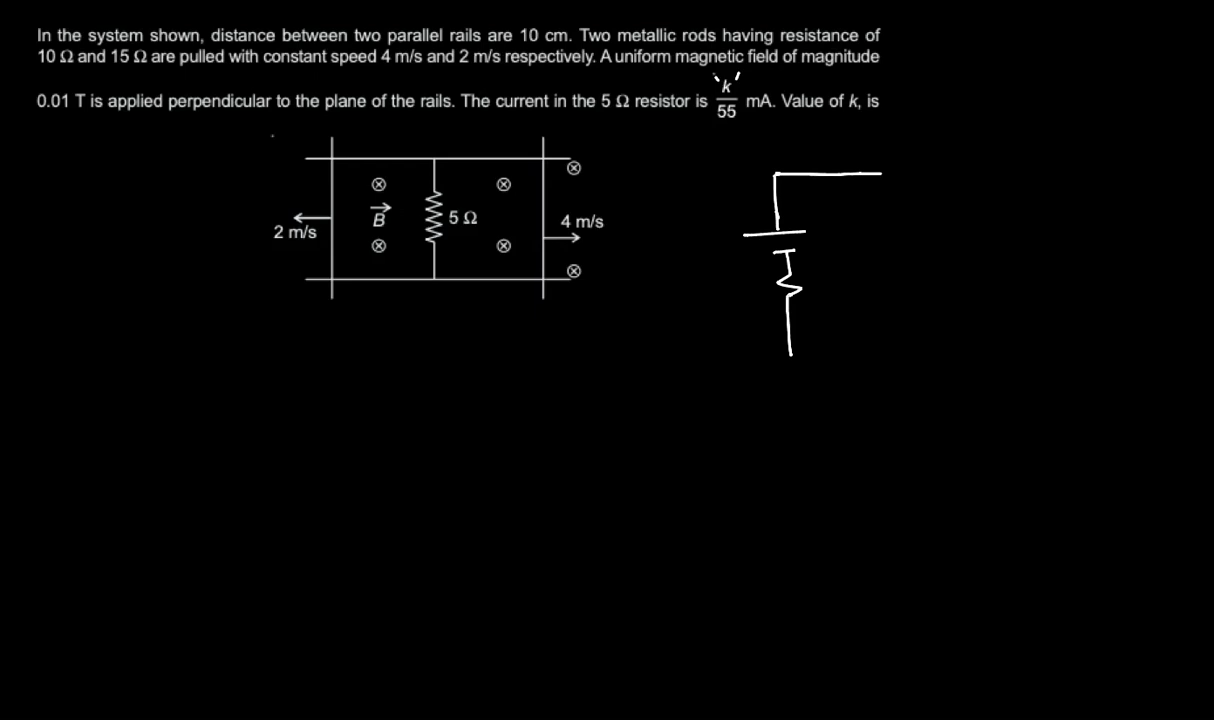 In the system shown, distance between two parallel rails are 10 cm. Two metallic rods having resistance of
10 Ω and 15 Ω are pulled with constant speed 4 m/s and 2 m/s respectively. A uniform magnetic field of magnitude
0.01 T is applied perpendicular to the plane of the rails. The current in the 5 Ω resistor is 'k'/55 mA. Value of k, is
B
5 Ω
4 m/s
2 m/s